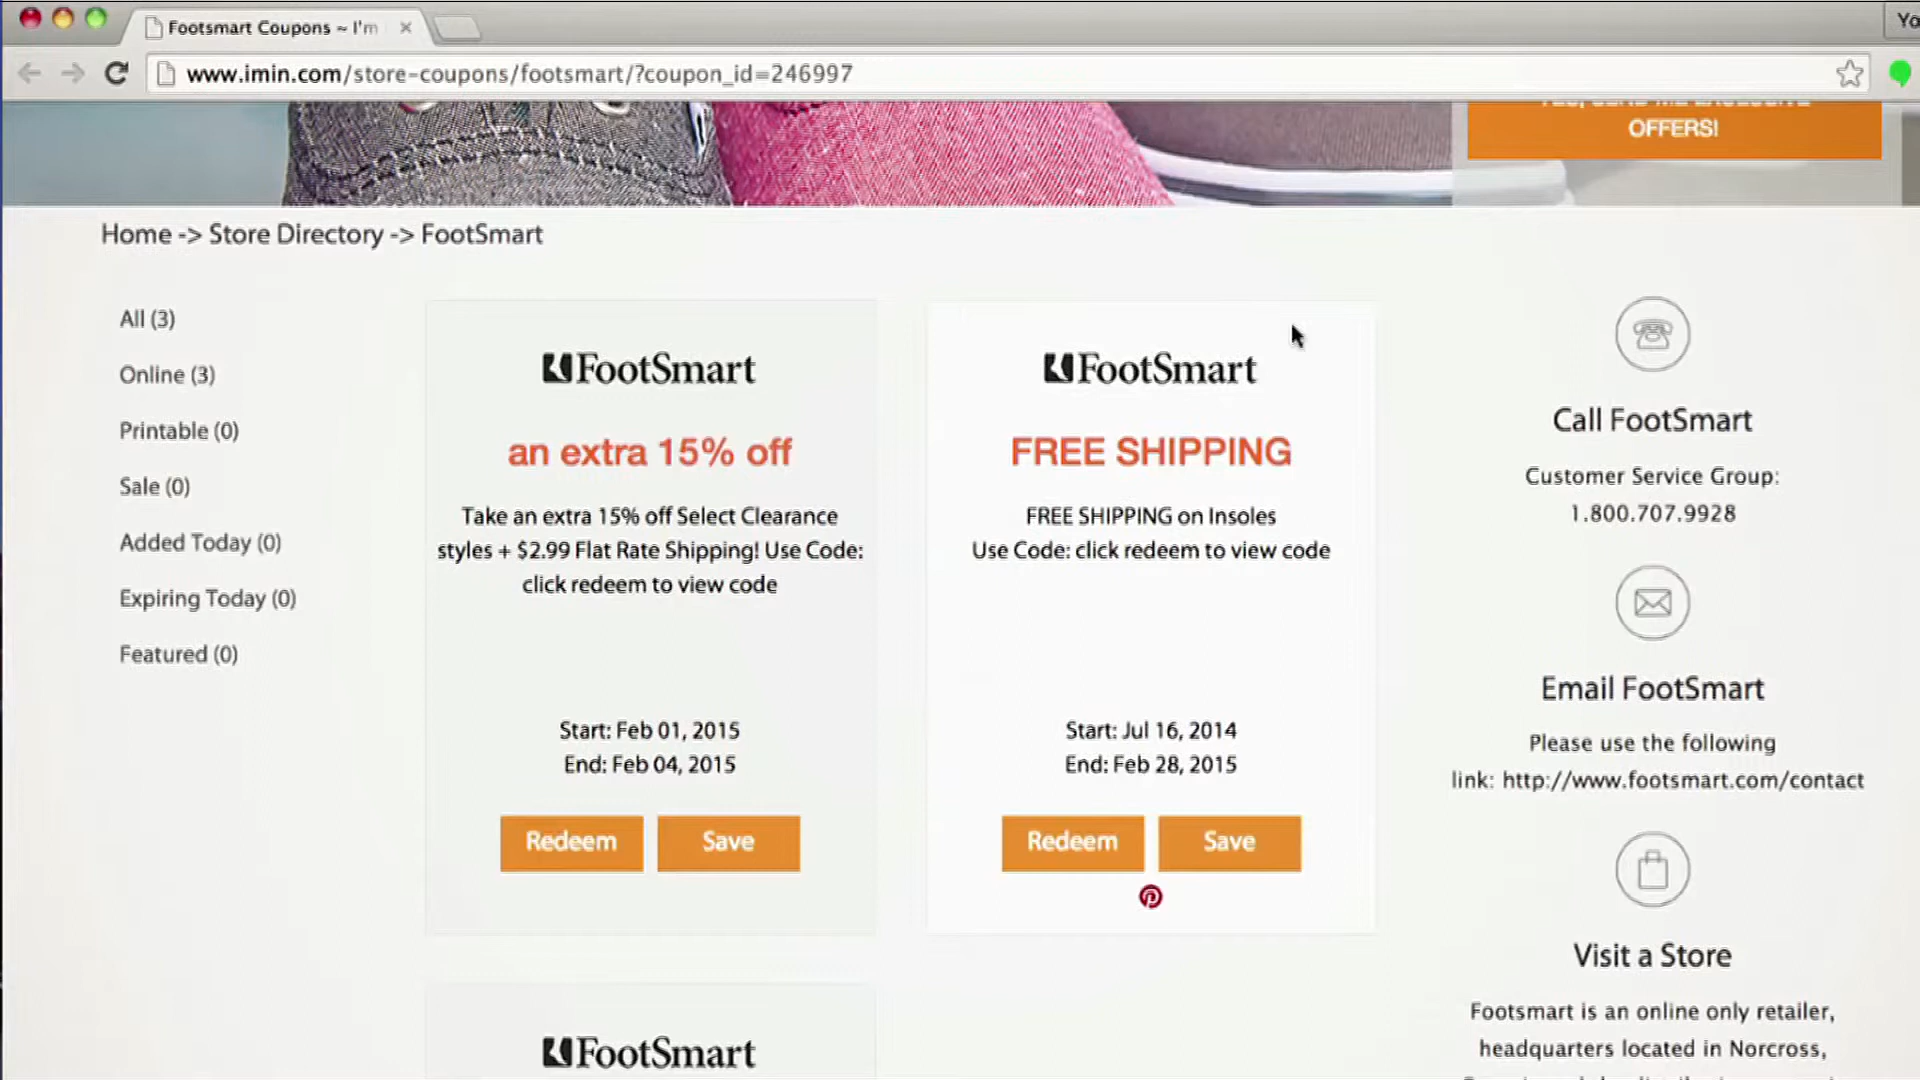 Footsmart Coupons ~ I'm
Yo
www.imin.com/store-coupons/footsmart/?coupon_id=246997
OFFERS!
Home -> Store Directory -> FootSmart
All (3)
Online (3)
Printable (0)
Sale (0)
Added Today (0)
Expiring Today (0)
Featured (0)
FootSmart
an extra 15% off
Take an extra 15% off Select Clearance
styles + $2.99 Flat Rate Shipping! Use Code:
click redeem to view code
Start: Feb 01, 2015
End: Feb 04, 2015
Redeem
Save
FootSmart
FREE SHIPPING
FREE SHIPPING on Insoles
Use Code: click redeem to view code
Start: Jul 16, 2014
End: Feb 28, 2015
Redeem
Save
FootSmart
Call FootSmart
Customer Service Group:
1.800.707.9928
Email FootSmart
Please use the following
link: http://www.footsmart.com/contact
Visit a Store
Footsmart is an online only retailer,
headquarters located in Norcross,